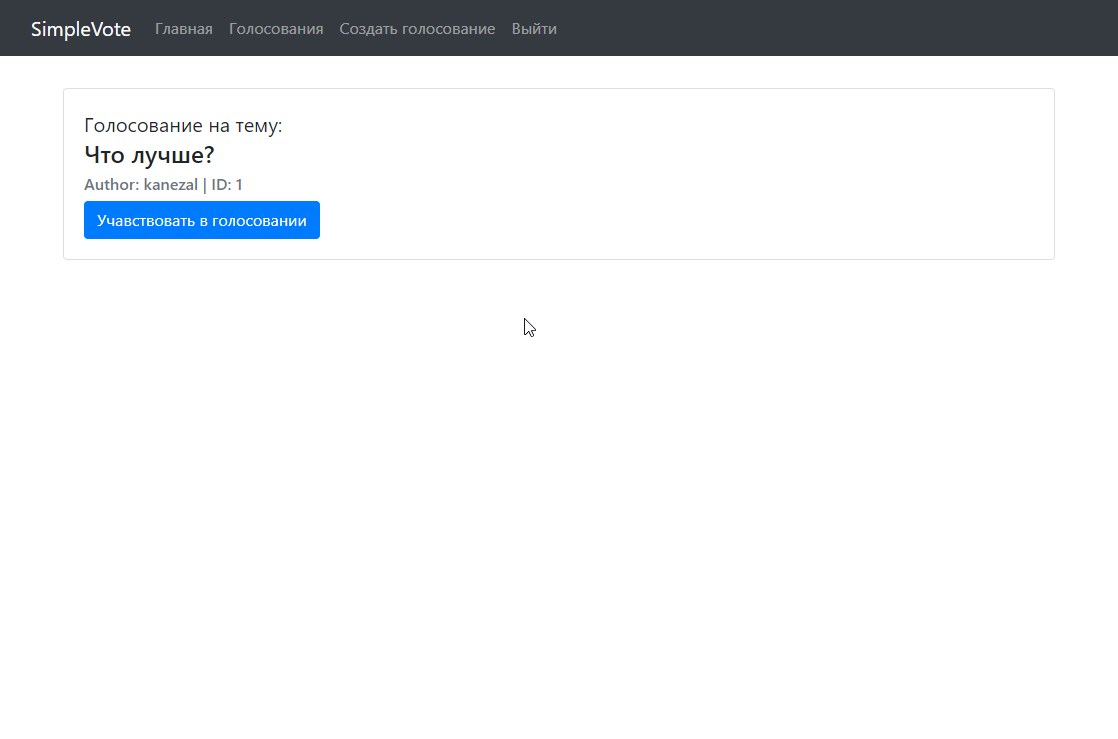 SimpleVote Главная Голосования Создать голосование Выйти
Голосование на тему:
Что лучше?
Author: kanezal | ID: 1
Учавствовать в голосовании